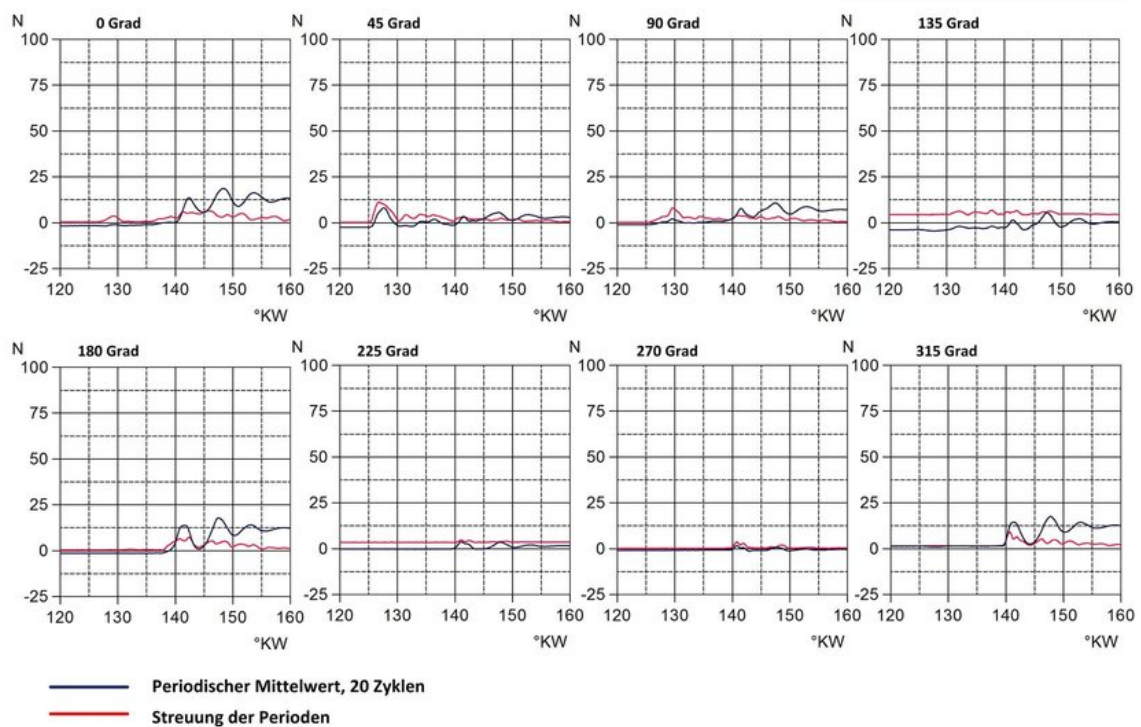 N 0 Grad N 45 Grad N 90 Grad N 135 Grad
100 100 100 100
75 75 75 75
50 50 50 50
25 25 25 25
0 0 0 0
-25 -25 -25 -25
120 130 140 150 160 120 130 140 150 160 120 130 140 150 160 120 130 140 150 160
°KW °KW °KW °KW
N 180 Grad N 225 Grad N 270 Grad N 315 Grad
100 100 100 100
75 75 75 75
50 50 50 50
25 25 25 25
0 0 0 0
-25 -25 -25 -25
120 130 140 150 160 120 130 140 150 160 120 130 140 150 160 120 130 140 150 160
°KW °KW °KW °KW
Periodischer Mittelwert, 20 Zyklen
Streuung der Perioden